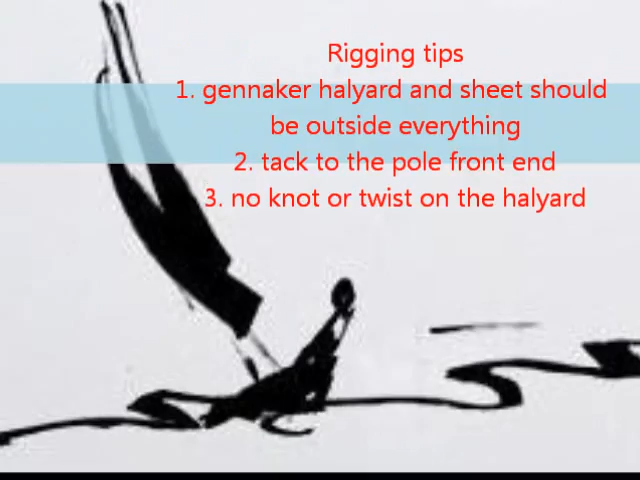 Rigging tips
1. gennaker halyard and sheet should
be outside everything
2. tack to the pole front end
3. no knot or twist on the halyard